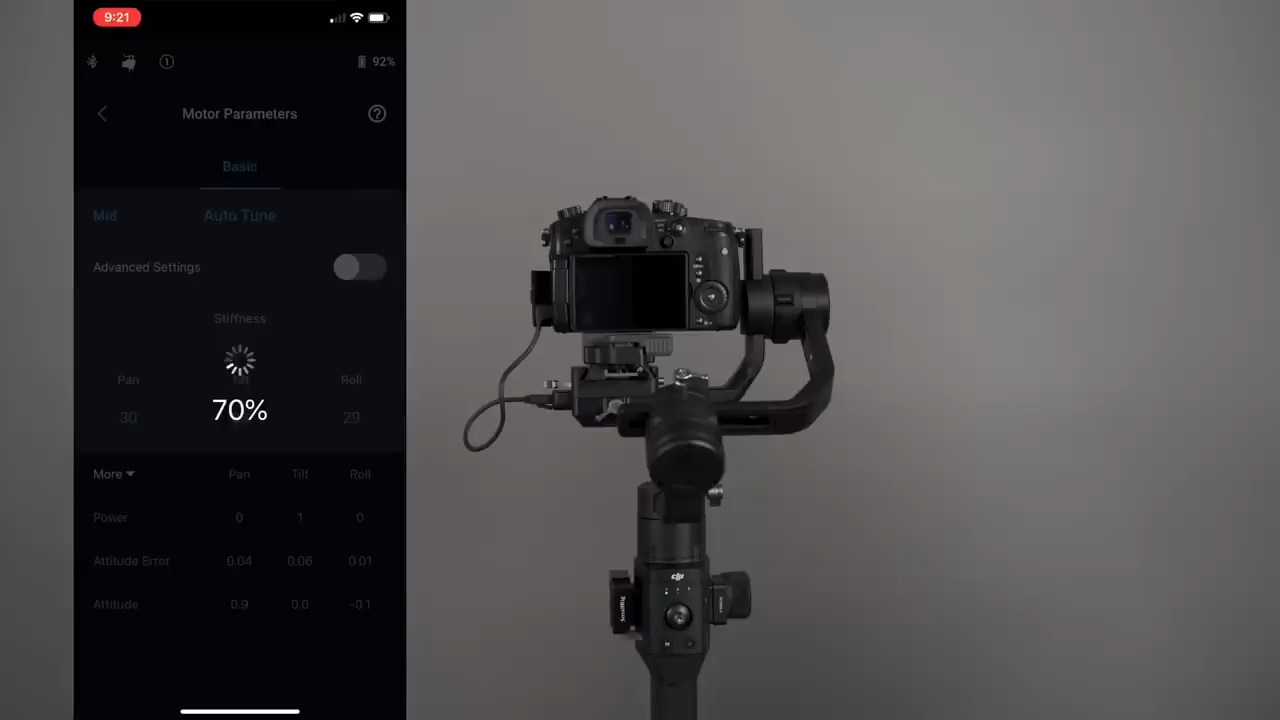 9:21
92%
Motor Parameters
Basic
Mid Auto Tune
Advanced Settings
Stiffness
Pan Roll
30 29
70%
More Pan Tilt Roll
Power 0 1 0
Attitude Error 0.04 0.06 0.01
Attitude 0.9 0.0 -0.1
dji
SmallRig
M